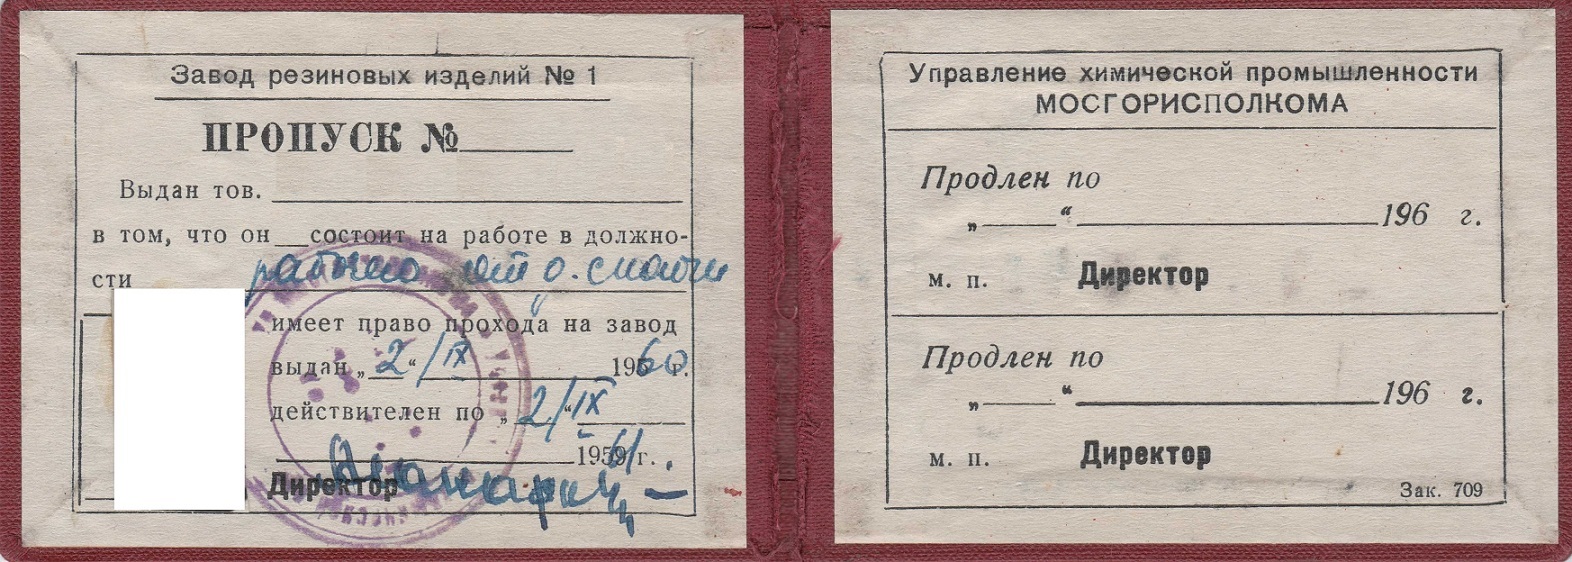 Завод резиновых изделий № 1
ПРОПУСК №
Выдан тов.
в том, что он состоит на работе в должно-
сти
имеет право прохода на завод
выдан „2“ /IX 1960 г.
действителен по „2/“ IX
195961 г.
Директор
Управление химической промышленности
МОСГОРИСПОЛКОМА
Продлен по
„ “ 196 г.
м. п. Директор
Продлен по
„ “ 196 г.
м. п. Директор
Зак. 709